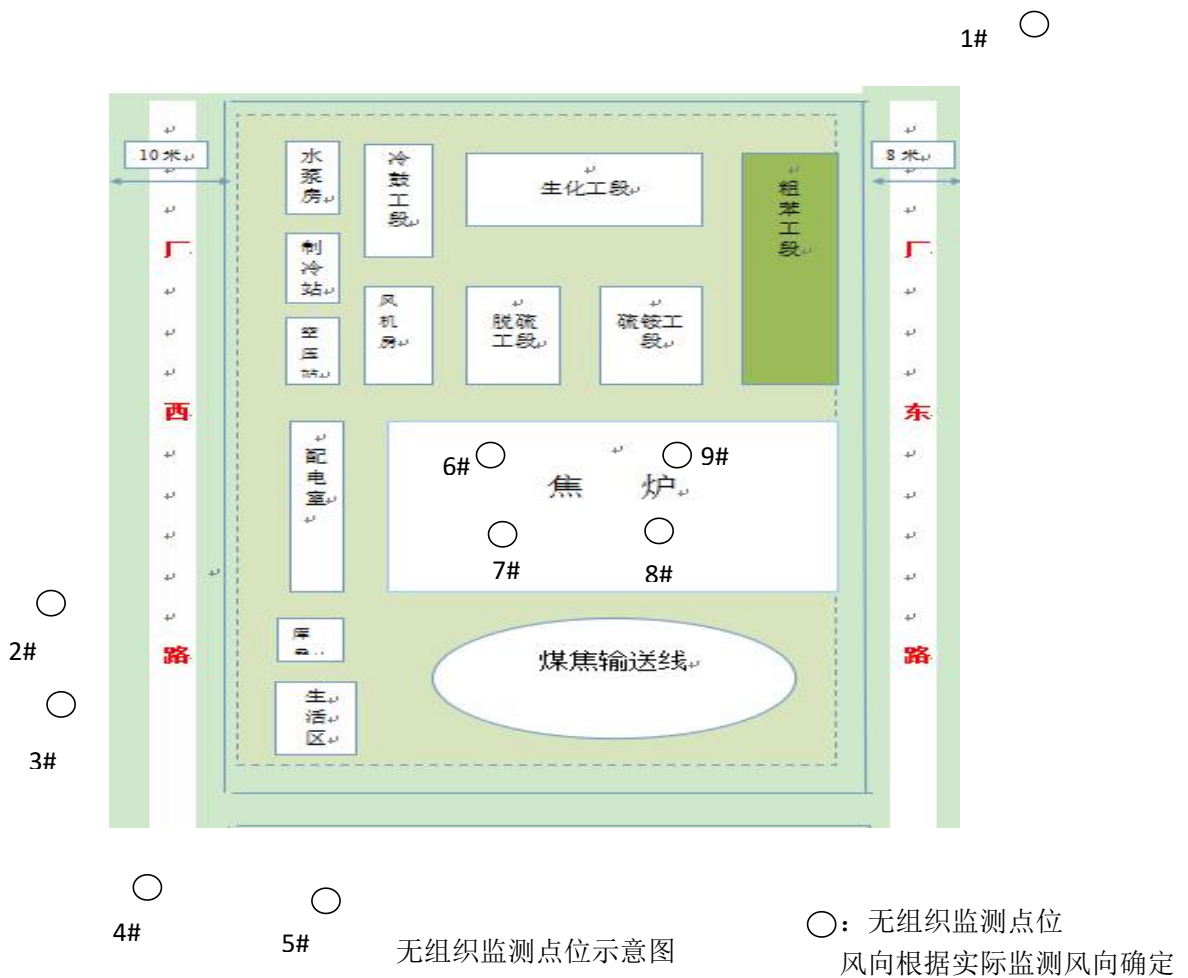 1#
10米
8米
水泵房
冷鼓工段
生化工段
粗苯工段
制冷站
风机房
脱硫工段
硫铵工段
空压站
厂西路
厂东路
配电室
6#
9#
焦 炉
7#
8#
2#
3#
煤焦输送线
生活区
4#
5#
无组织监测点位示意图
○：无组织监测点位
风向根据实际监测风向确定